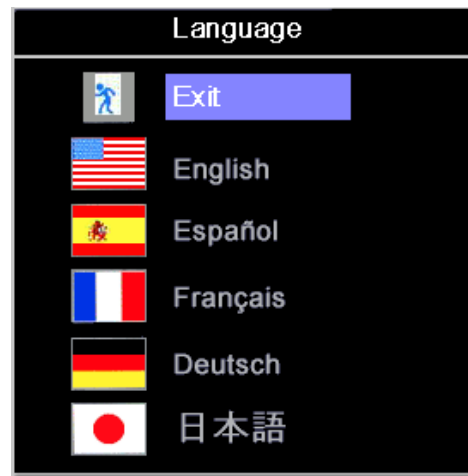 Language
Exit
English
Español
Français
Deutsch
日本語